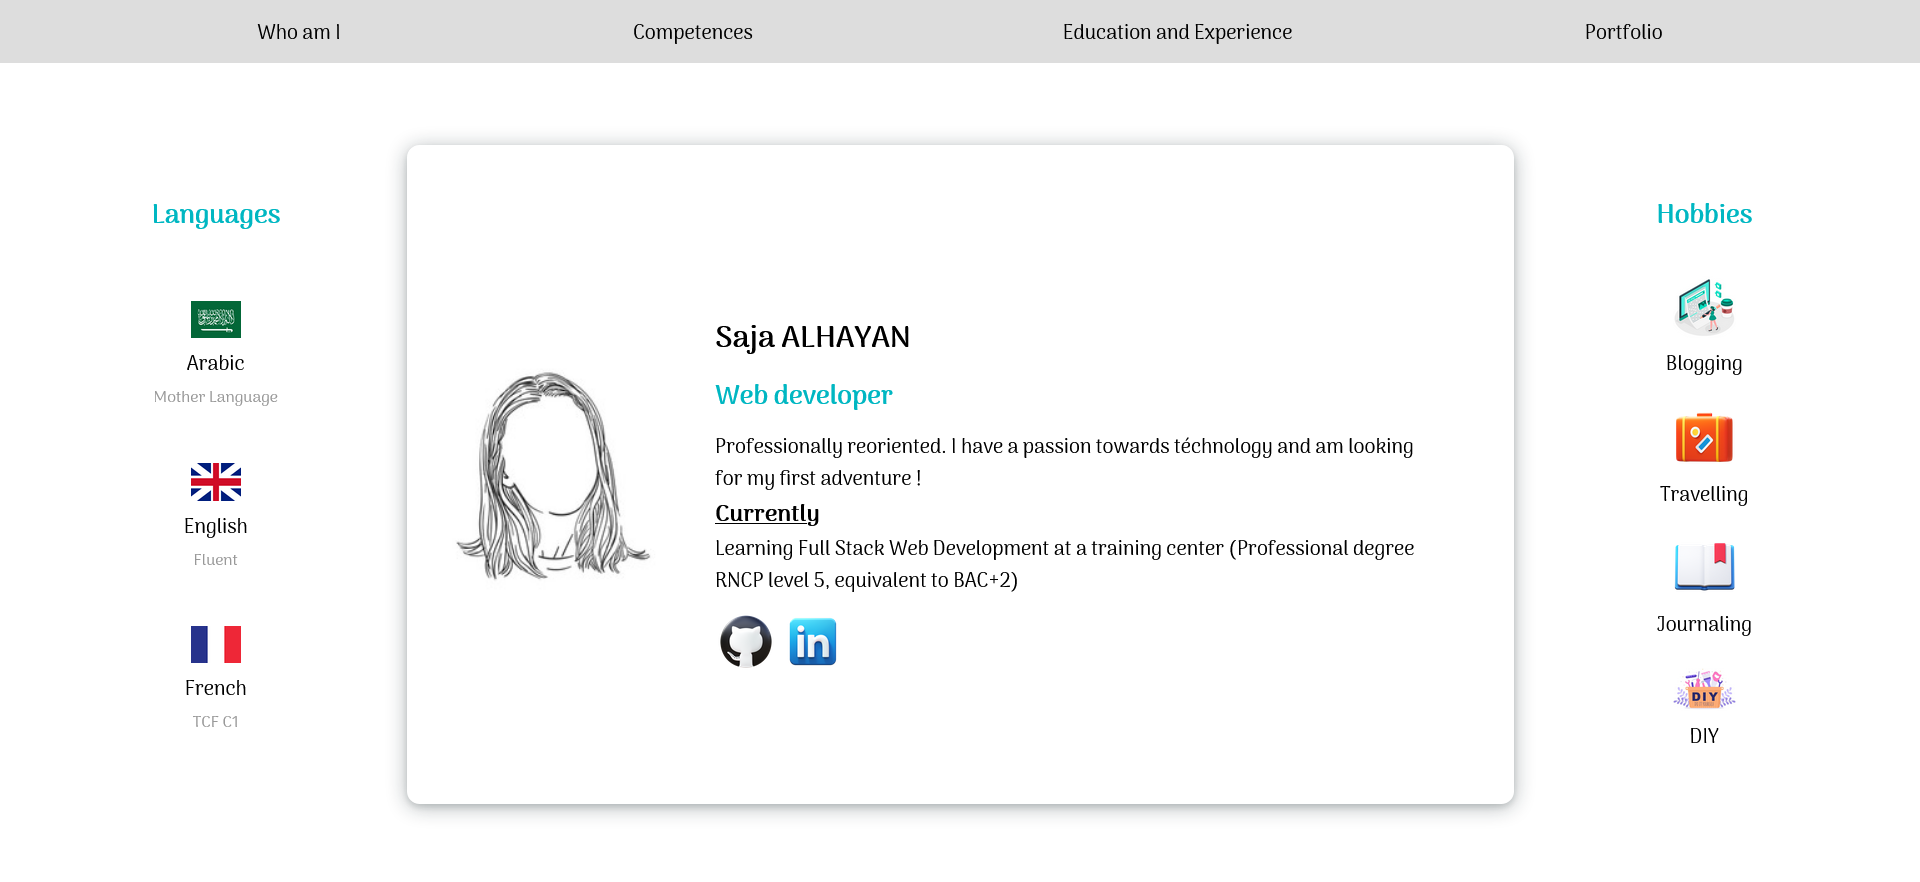 Who am I
Competences
Education and Experience
Portfolio
Languages
Arabic
Mother Language
English
Fluent
French
TCF C1
Saja ALHAYAN
Web developer
Professionally reoriented. I have a passion towards téchnology and am looking
for my first adventure !
Currently
Learning Full Stack Web Development at a training center (Professional degree
RNCP level 5, equivalent to BAC+2)
in
Hobbies
Blogging
Travelling
Journaling
DIY
DIY